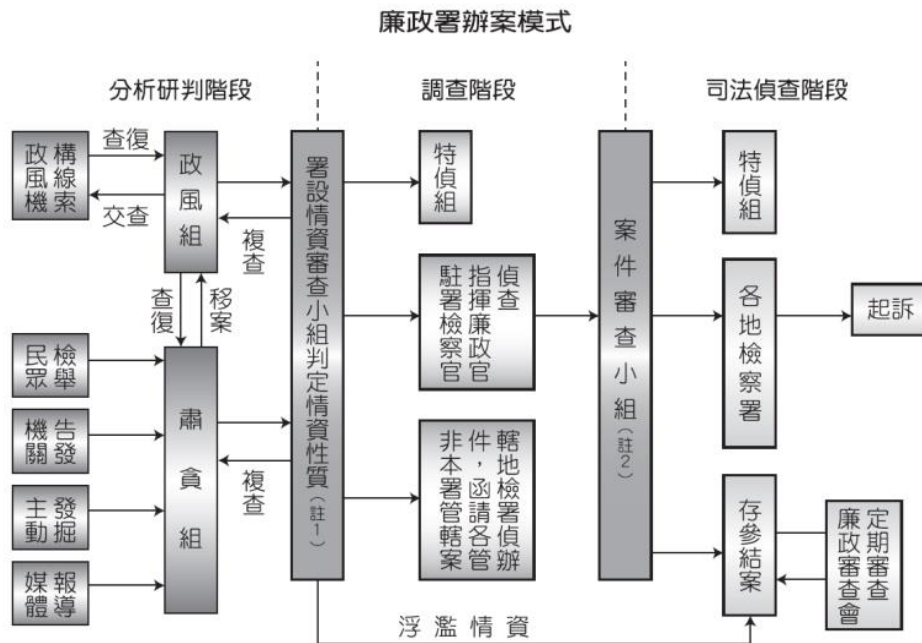 廉政署辦案模式
分析研判階段
調查階段
司法偵查階段
政風機構線索
查復
交查
政風組
複查
查復
移案
民眾檢舉
機關告發
主動發掘
媒體報導
肅貪組
複查
署設情資審查小組判定情資性質(註1)
特偵組
駐署檢察官指揮廉政官偵查
非本署管轄案件，函請各管轄地檢署偵辦
案件審查小組(註2)
特偵組
各地檢察署
起訴
存參結案
廉政審查會定期審查
浮濫情資